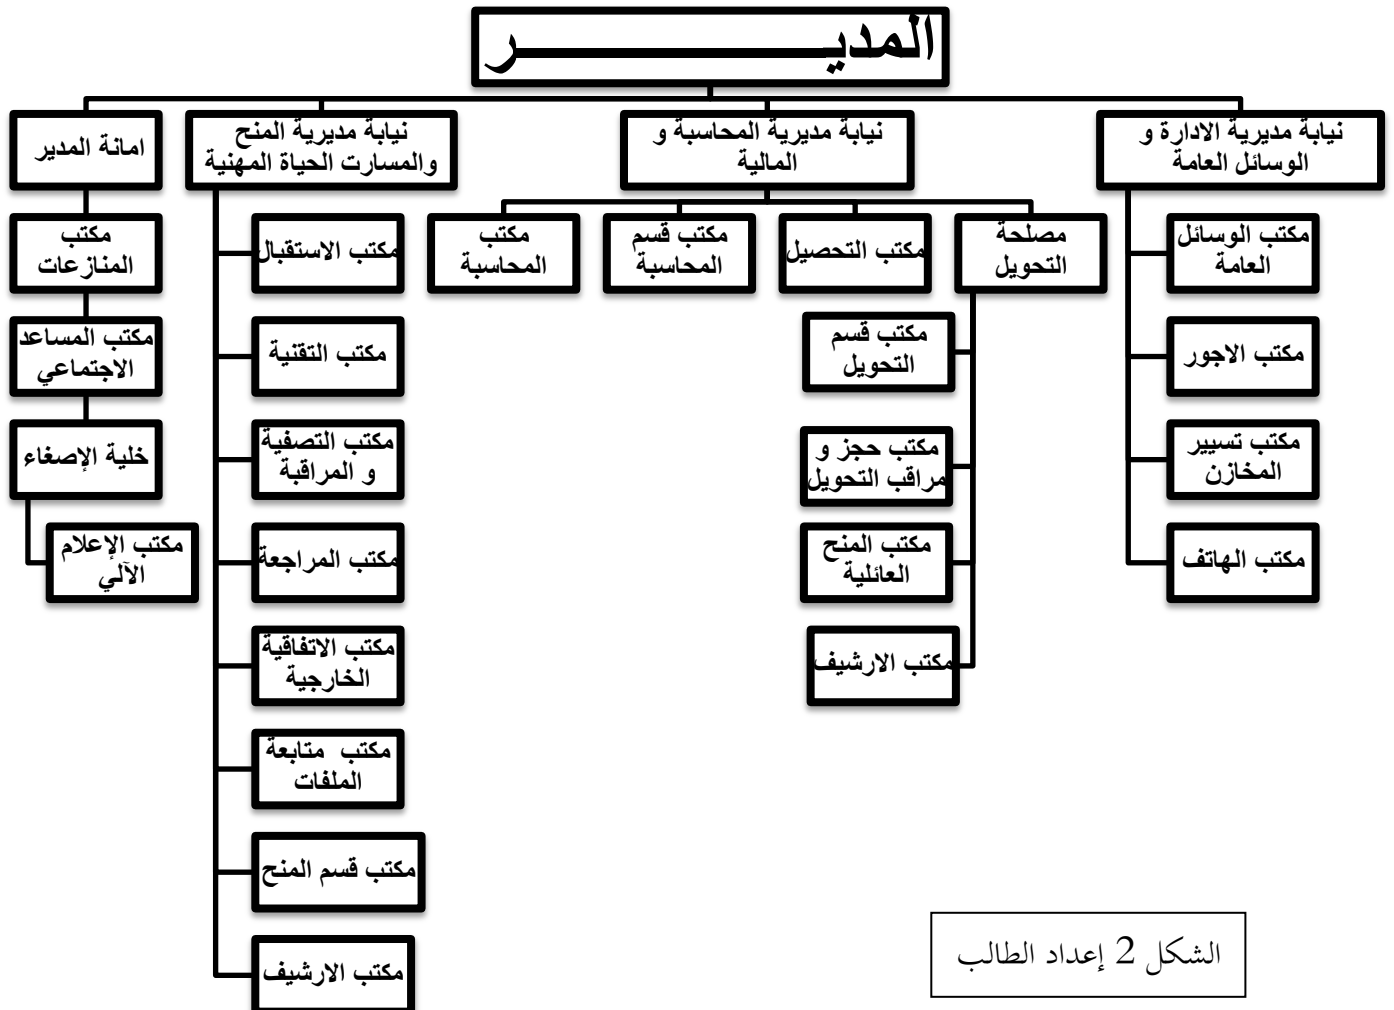 المديـــــــــــر
نيابة مديرية الادارة و
الوسائل العامة
نيابة مديرية المحاسبة و
المالية
نيابة مديرية المنح
والمسارت الحياة المهنية
امانة المدير
مكتب الوسائل
العامة
مصلحة
التحويل
مكتب التحصيل
مكتب قسم
المحاسبة
مكتب
المحاسبة
مكتب الاستقبال
مكتب
المنازعات
مكتب الاجور
مكتب قسم
التحويل
مكتب التقنية
مكتب المساعد
الاجتماعي
مكتب تسيير
المخازن
مكتب حجز و
مراقب التحويل
مكتب التصفية
و المراقبة
خلية الإصغاء
مكتب الهاتف
مكتب المنح
العائلية
مكتب المراجعة
مكتب الإعلام
الآلي
مكتب الارشيف
مكتب الاتفاقية
الخارجية
مكتب متابعة
الملفات
مكتب قسم المنح
مكتب الارشيف
الشكل 2 إعداد الطالب